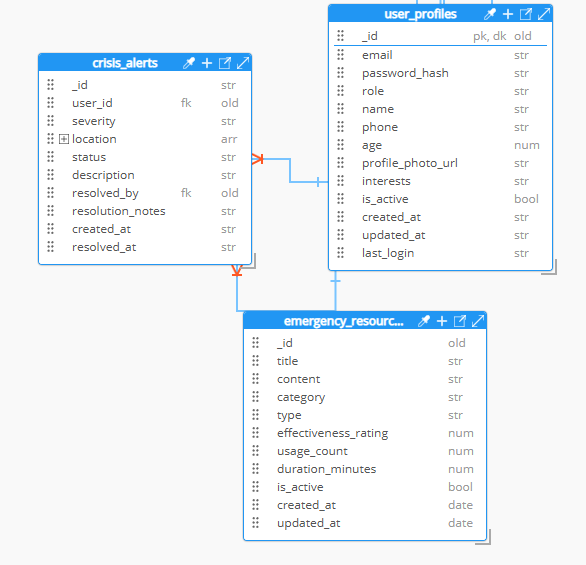 user_profiles
_id pk, dk old
email str
password_hash str
role str
name str
phone str
age num
profile_photo_url str
interests str
is_active bool
created_at str
updated_at str
last_login str
crisis_alerts
_id str
user_id fk old
severity str
location arr
status str
description str
resolved_by fk old
resolution_notes str
created_at str
resolved_at str
emergency_resourc...
_id old
title str
content str
category str
type str
effectiveness_rating num
usage_count num
duration_minutes num
is_active bool
created_at date
updated_at date